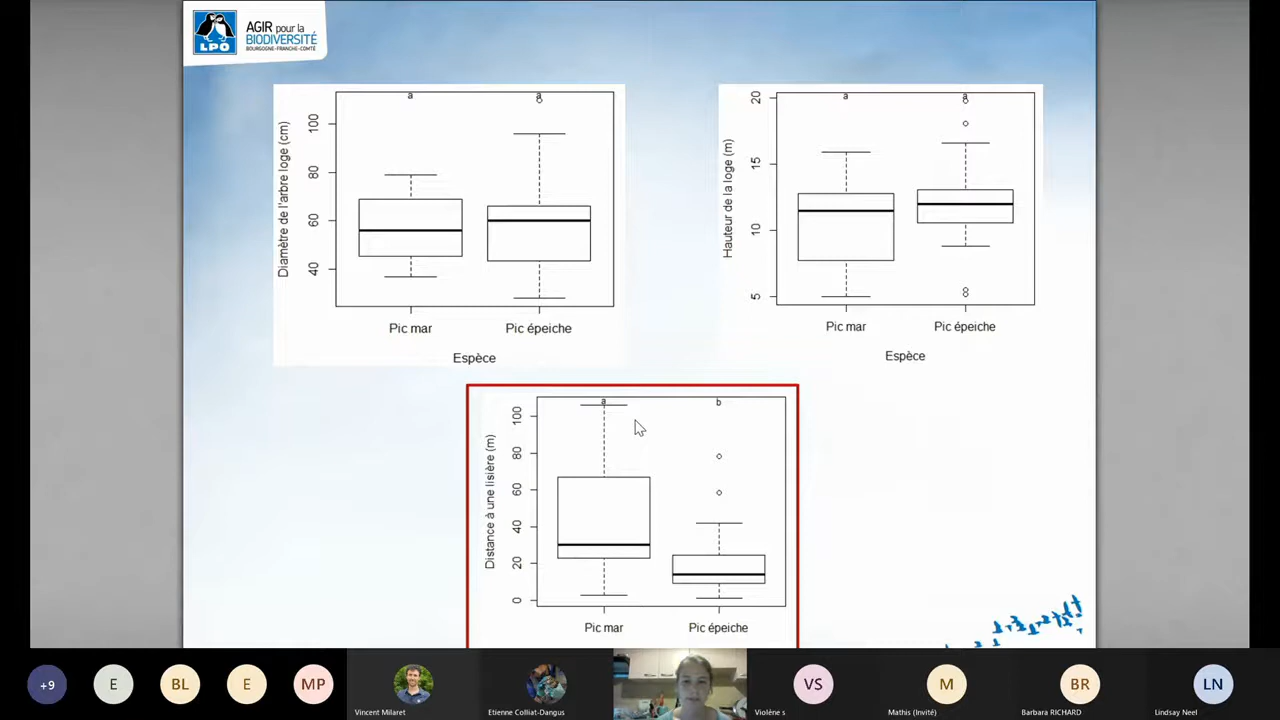 AGIR pour la
BIODIVERSITÉ
BOURGOGNE-FRANCHE-COMTÉ
LPO
a
a
Diamètre de l'arbre loge (cm)
100
80
60
40
Pic mar
Pic épeiche
Espèce
a
a
Hauteur de la loge (m)
20
15
10
5
Pic mar
Pic épeiche
Espèce
a
b
Distance à une lisière (m)
100
80
60
40
20
0
Pic mar
Pic épeiche
+9
E
BL
E
MP
Vincent Milaret
Etienne Colliat-Dangus
VS
Violène s
M
Mathis (Invité)
BR
Barbara RICHARD
LN
Lindsay Neel